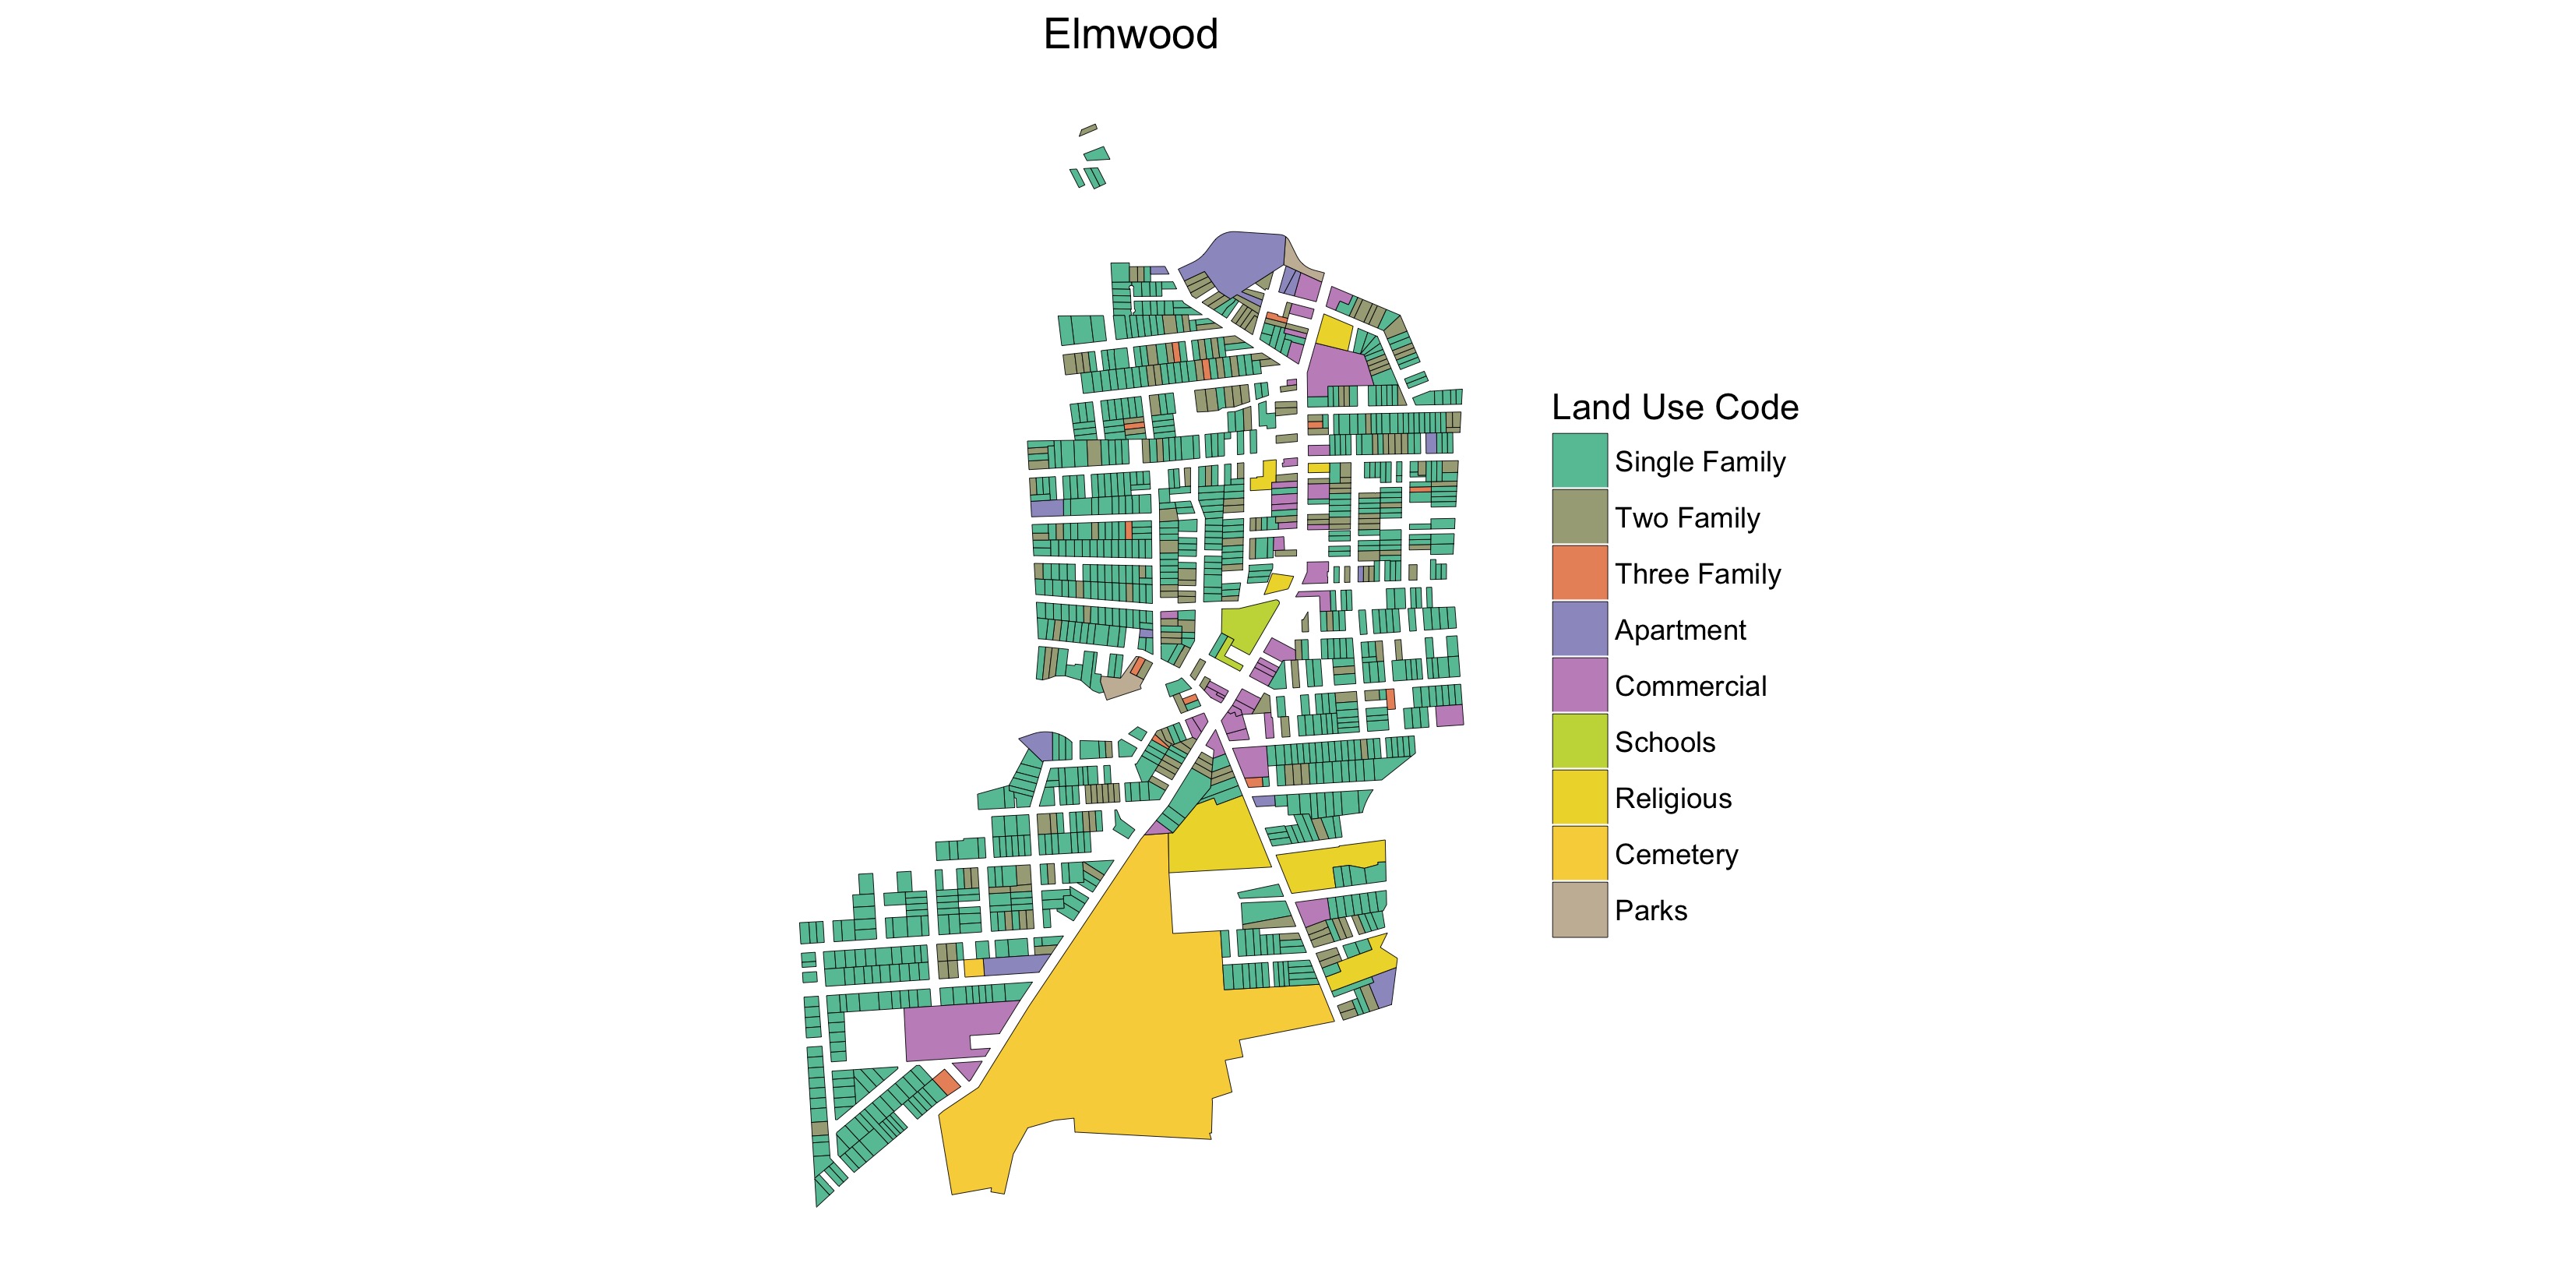 Elmwood
Land Use Code
Single Family
Two Family
Three Family
Apartment
Commercial
Schools
Religious
Cemetery
Parks